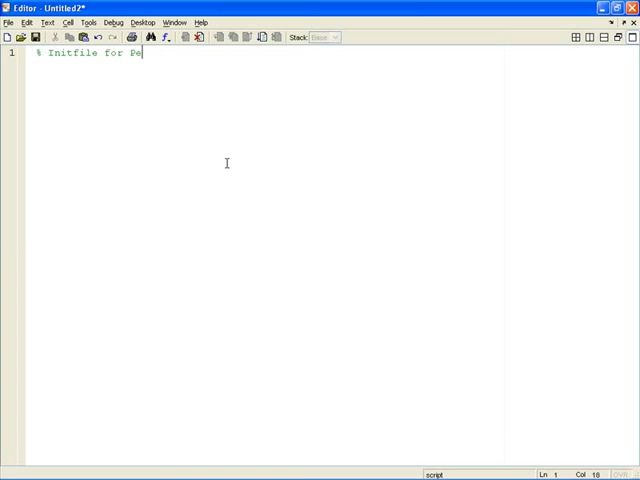 Editor - Untitled2*
File Edit Text Cell Tools Debug Desktop Window Help
Stack: Base
1 % Initfile for Pe
script Ln 1 Col 18 OVR